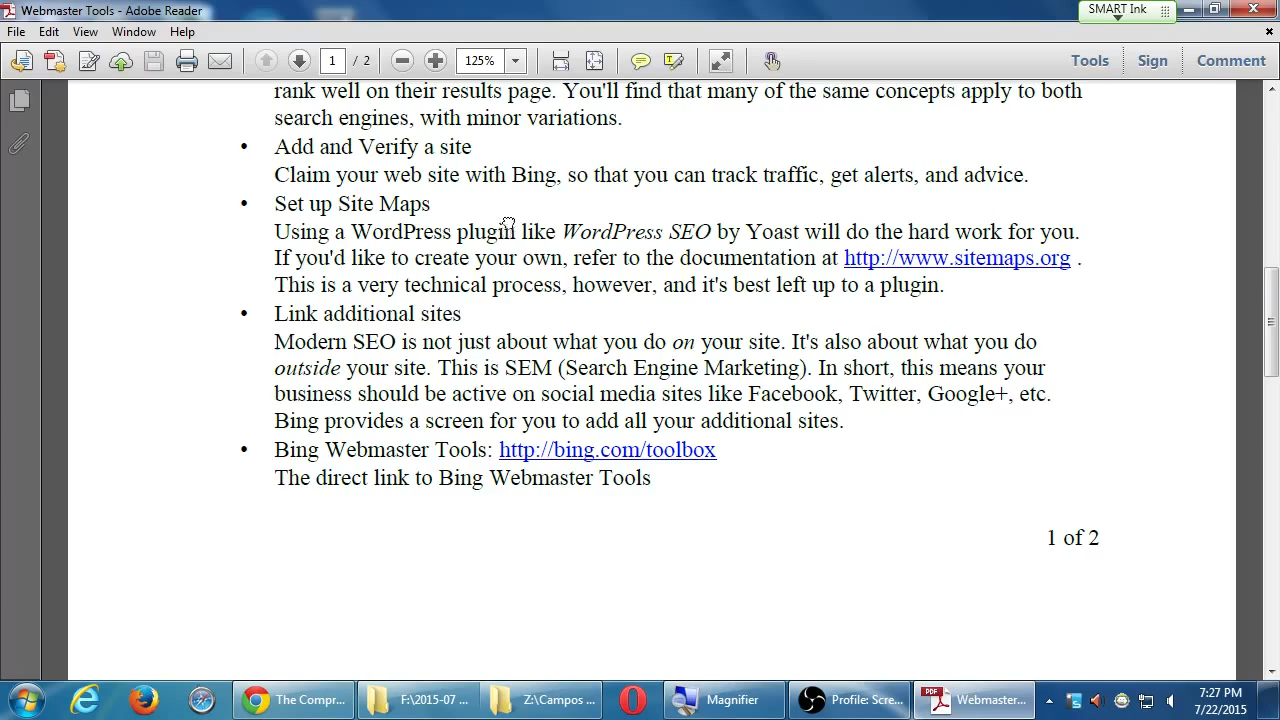 Webmaster Tools - Adobe Reader
SMART Ink
File Edit View Window Help
1 / 2 125% Tools Sign Comment
rank well on their results page. You'll find that many of the same concepts apply to both
search engines, with minor variations.
• Add and Verify a site
Claim your web site with Bing, so that you can track traffic, get alerts, and advice.
• Set up Site Maps
Using a WordPress plugin like WordPress SEO by Yoast will do the hard work for you.
If you'd like to create your own, refer to the documentation at http://www.sitemaps.org .
This is a very technical process, however, and it's best left up to a plugin.
• Link additional sites
Modern SEO is not just about what you do on your site. It's also about what you do
outside your site. This is SEM (Search Engine Marketing). In short, this means your
business should be active on social media sites like Facebook, Twitter, Google+, etc.
Bing provides a screen for you to add all your additional sites.
• Bing Webmaster Tools: http://bing.com/toolbox
The direct link to Bing Webmaster Tools
1 of 2
The Compr... F:\2015-07 ... Z:\Campos ... Magnifier Profile: Scre... PDF Webmaster... 7:27 PM
7/22/2015